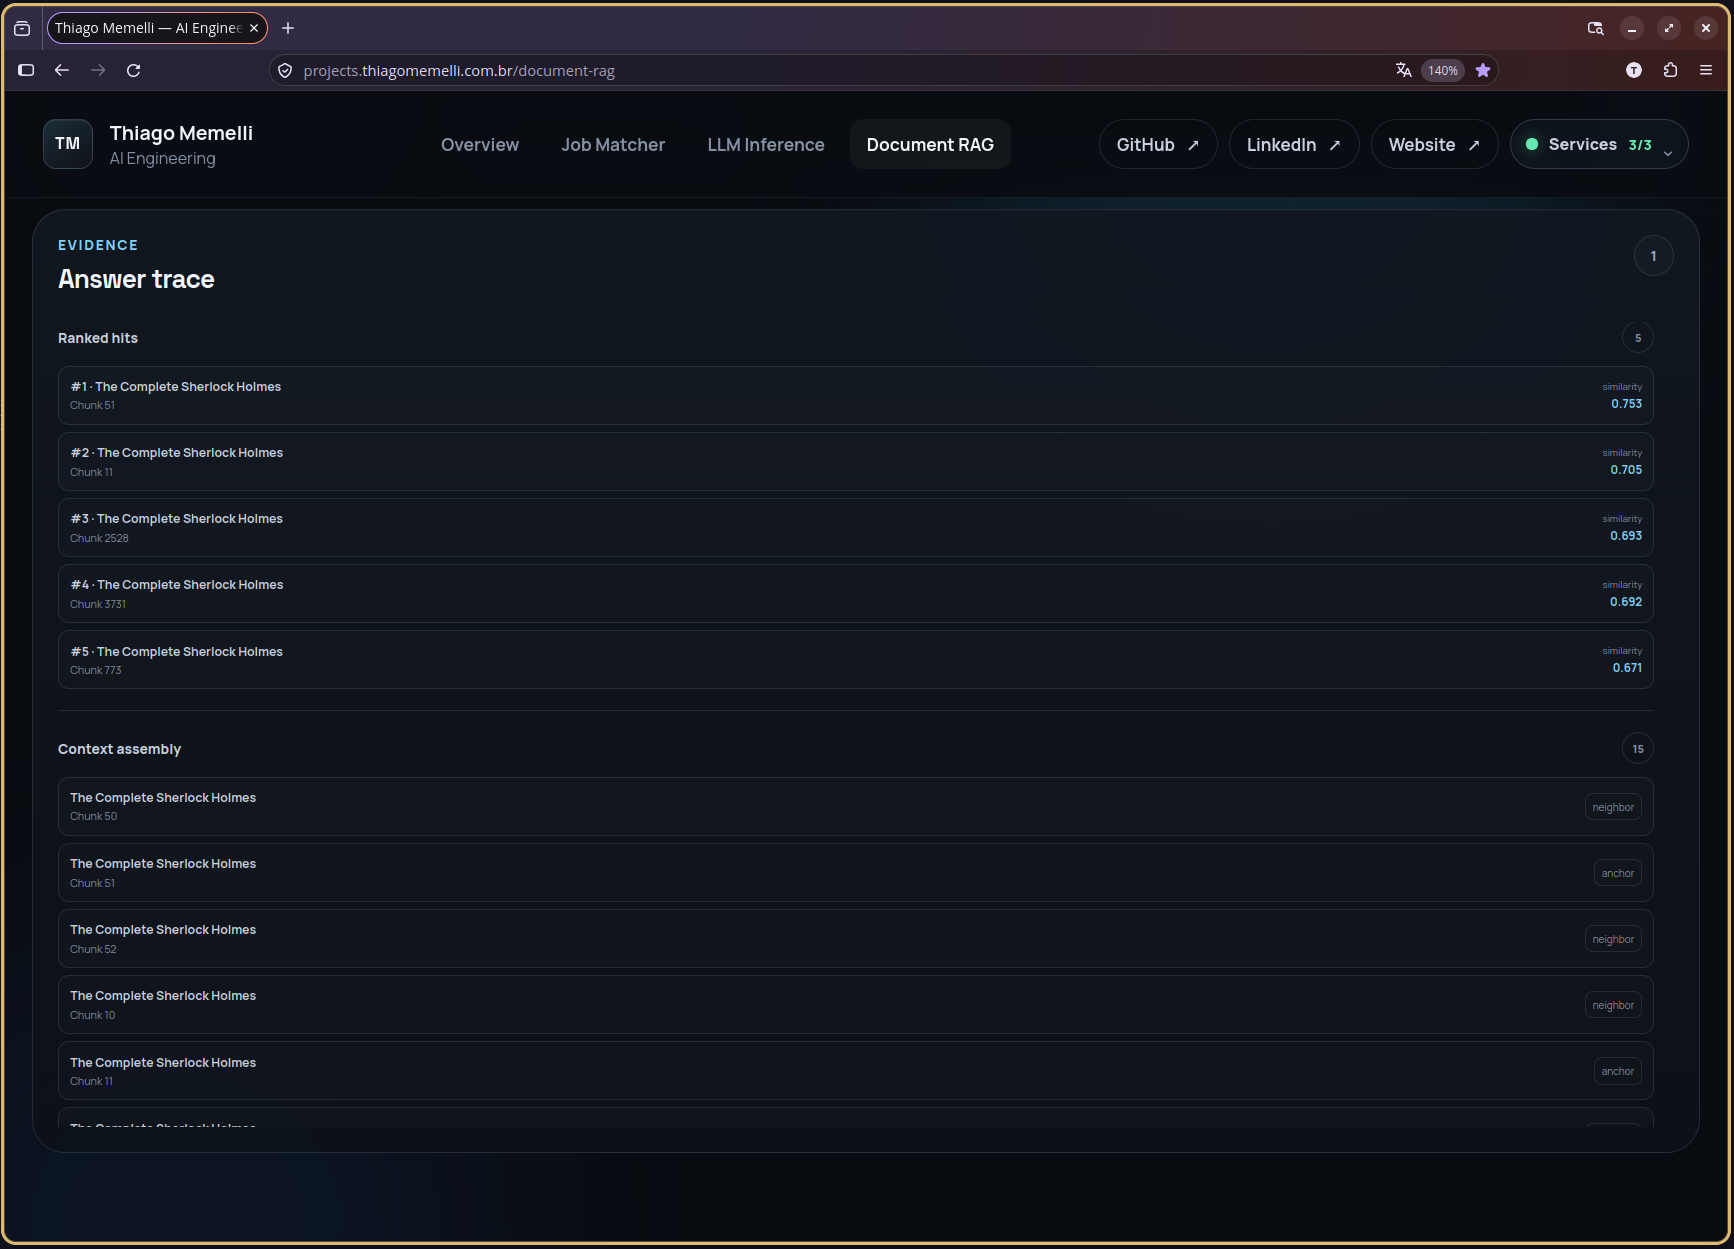 Thiago Memelli — AI Enginee
projects.thiagomemelli.com.br/document-rag
140%
T
TM
Thiago Memelli
AI Engineering
Overview
Job Matcher
LLM Inference
Document RAG
GitHub ↗
LinkedIn ↗
Website ↗
Services 3/3
EVIDENCE
Answer trace
1
Ranked hits
5
#1 · The Complete Sherlock Holmes
Chunk 51
similarity
0.753
#2 · The Complete Sherlock Holmes
Chunk 11
similarity
0.705
#3 · The Complete Sherlock Holmes
Chunk 2528
similarity
0.693
#4 · The Complete Sherlock Holmes
Chunk 3731
similarity
0.692
#5 · The Complete Sherlock Holmes
Chunk 773
similarity
0.671
Context assembly
15
The Complete Sherlock Holmes
Chunk 50
neighbor
The Complete Sherlock Holmes
Chunk 51
anchor
The Complete Sherlock Holmes
Chunk 52
neighbor
The Complete Sherlock Holmes
Chunk 10
neighbor
The Complete Sherlock Holmes
Chunk 11
anchor
The Complete Sherlock Holmes